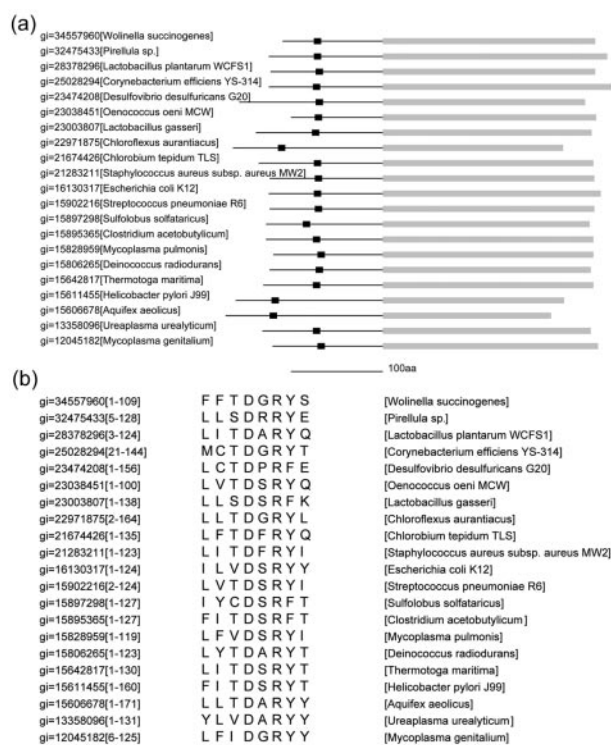 (a)
gi=34557960[Wolinella succinogenes]
gi=32475433[Pirellula sp.]
gi=28378296[Lactobacillus plantarum WCFS1]
gi=25028294[Corynebacterium efficiens YS-314]
gi=23474208[Desulfovibrio desulfuricans G20]
gi=23038451[Oenococcus oeni MCW]
gi=23003807[Lactobacillus gasseri]
gi=22971875[Chloroflexus aurantiacus]
gi=21674426[Chlorobium tepidum TLS]
gi=21283211[Staphylococcus aureus subsp. aureus MW2]
gi=16130317[Escherichia coli K12]
gi=15902216[Streptococcus pneumoniae R6]
gi=15897298[Sulfolobus solfataricus]
gi=15895365[Clostridium acetobutylicum]
gi=15828959[Mycoplasma pulmonis]
gi=15806265[Deinococcus radiodurans]
gi=15642817[Thermotoga maritima]
gi=15611455[Helicobacter pylori J99]
gi=15606678[Aquifex aeolicus]
gi=13358096[Ureaplasma urealyticum]
gi=12045182[Mycoplasma genitalium]
100aa
(b)
gi=34557960[1-109] F F T D G R Y S [Wolinella succinogenes]
gi=32475433[5-128] L L S D R R Y E [Pirellula sp.]
gi=28378296[3-124] L I T D A R Y Q [Lactobacillus plantarum WCFS1]
gi=25028294[21-144] M C T D G R Y T [Corynebacterium efficiens YS-314]
gi=23474208[1-156] L C T D P R F E [Desulfovibrio desulfuricans G20]
gi=23038451[1-100] L V T D S R Y Q [Oenococcus oeni MCW]
gi=23003807[1-138] L L S D S R F K [Lactobacillus gasseri]
gi=22971875[2-164] L L T D G R Y L [Chloroflexus aurantiacus]
gi=21674426[1-135] L F T D F R Y Q [Chlorobium tepidum TLS]
gi=21283211[1-123] L I T D F R Y I [Staphylococcus aureus subsp. aureus MW2]
gi=16130317[1-124] I L V D S R Y Y [Escherichia coli K12]
gi=15902216[2-124] L V T D S R Y I [Streptococcus pneumoniae R6]
gi=15897298[1-127] I Y C D S R F T [Sulfolobus solfataricus]
gi=15895365[1-127] F I T D S R F T [Clostridium acetobutylicum]
gi=15828959[1-119] L F V D S R Y I [Mycoplasma pulmonis]
gi=15806265[1-123] L Y T D A R Y T [Deinococcus radiodurans]
gi=15642817[1-130] L I T D S R Y T [Thermotoga maritima]
gi=15611455[1-160] F I T D S R Y T [Helicobacter pylori J99]
gi=15606678[1-171] L L T D A R Y Y [Aquifex aeolicus]
gi=13358096[1-131] Y L V D A R Y Y [Ureaplasma urealyticum]
gi=12045182[6-125] L F I D G R Y Y [Mycoplasma genitalium]